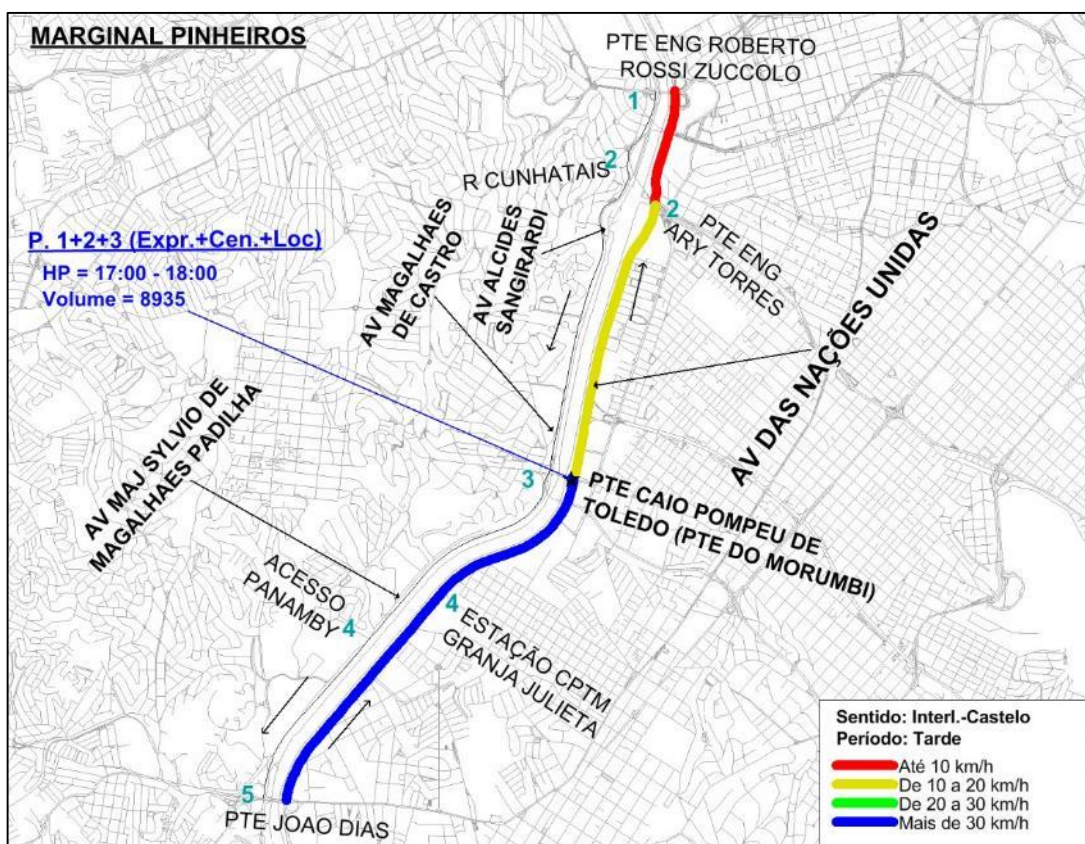 MARGINAL PINHEIROS
PTE ENG ROBERTO
ROSSI ZUCCOLO
1
2
R CUNHATAIS
2
PTE ENG
ARY TORRES
P. 1+2+3 (Expr.+Cen.+Loc)
HP = 17:00 - 18:00
Volume = 8935
AV MAGALHAES
DE CASTRO
AV ALCIDES
SANGIRARDI
AV DAS NAÇÕES UNIDAS
AV MAJ SYLVIO DE
MAGALHAES PADILHA
3
PTE CAIO POMPEU DE
TOLEDO (PTE DO MORUMBI)
ACESSO
PANAMBY
4
4
ESTAÇÃO CPTM
GRANJA JULIETA
5
PTE JOAO DIAS
Sentido: Interl.-Castelo
Período: Tarde
Até 10 km/h
De 10 a 20 km/h
De 20 a 30 km/h
Mais de 30 km/h